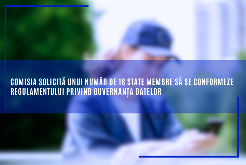 COMISIA SOLICITĂ UNUI NUMĂR DE 18 STATE MEMBRE SĂ SE CONFORMEZE
REGULAMENTULUI PRIVIND GUVERNANȚA DATELOR